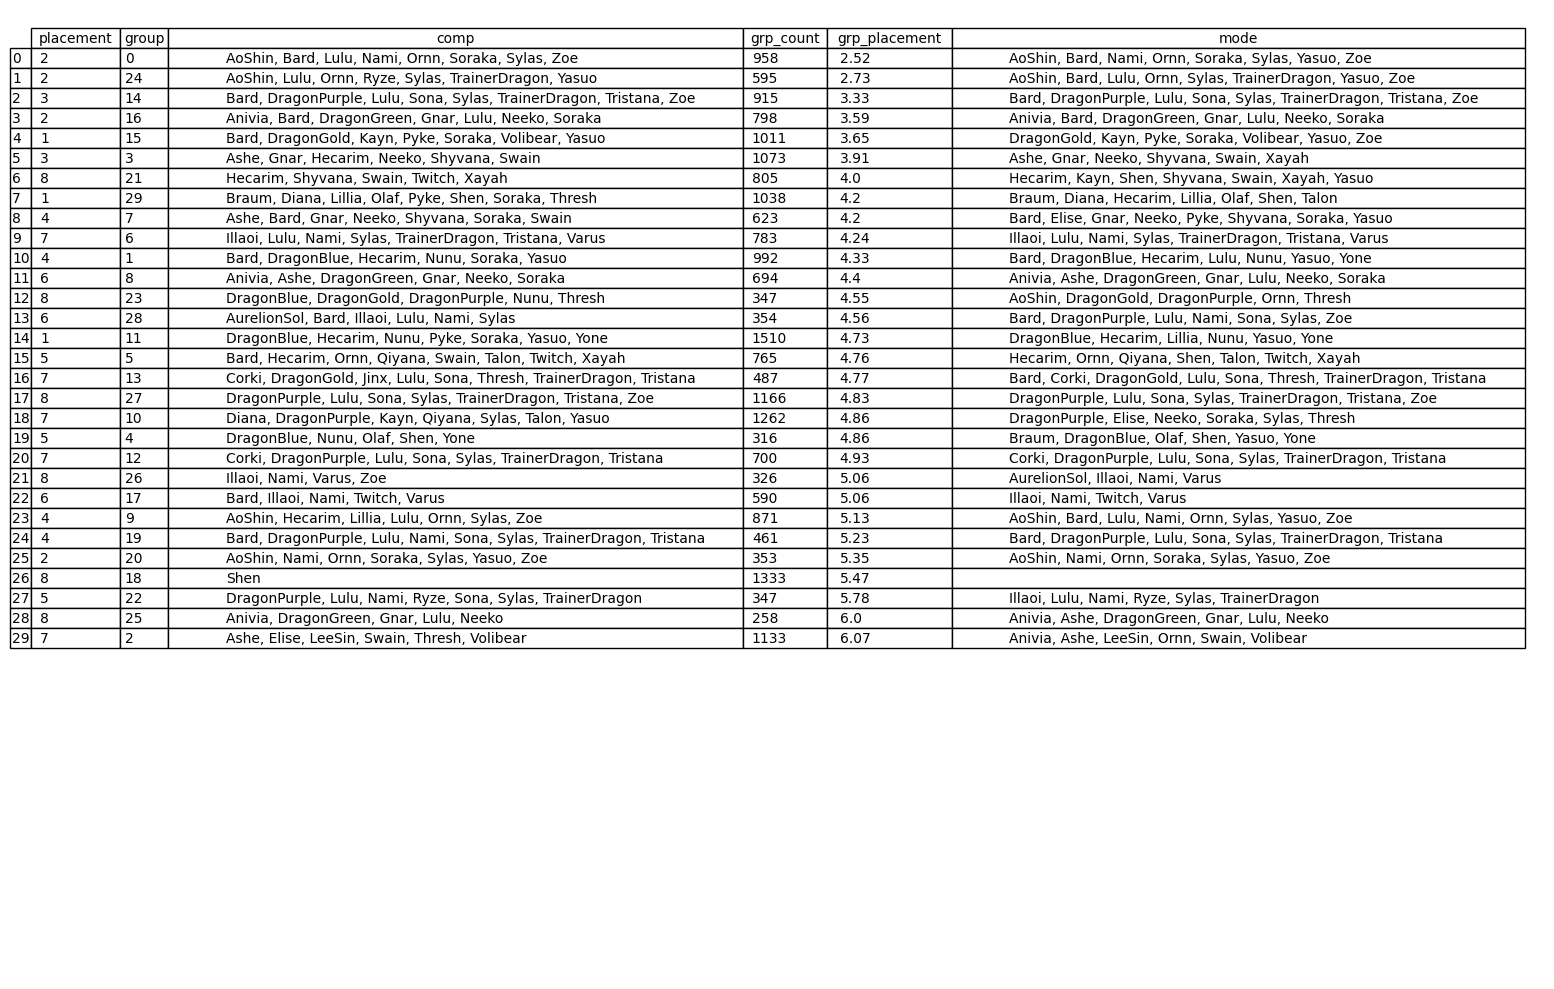 placement group comp grp_count grp_placement mode
0 2 0 AoShin, Bard, Lulu, Nami, Ornn, Soraka, Sylas, Zoe 958 2.52 AoShin, Bard, Nami, Ornn, Soraka, Sylas, Yasuo, Zoe
1 2 24 AoShin, Lulu, Ornn, Ryze, Sylas, TrainerDragon, Yasuo 595 2.73 AoShin, Bard, Lulu, Ornn, Sylas, TrainerDragon, Yasuo, Zoe
2 3 14 Bard, DragonPurple, Lulu, Sona, Sylas, TrainerDragon, Tristana, Zoe 915 3.33 Bard, DragonPurple, Lulu, Sona, Sylas, TrainerDragon, Tristana, Zoe
3 2 16 Anivia, Bard, DragonGreen, Gnar, Lulu, Neeko, Soraka 798 3.59 Anivia, Bard, DragonGreen, Gnar, Lulu, Neeko, Soraka
4 1 15 Bard, DragonGold, Kayn, Pyke, Soraka, Volibear, Yasuo 1011 3.65 DragonGold, Kayn, Pyke, Soraka, Volibear, Yasuo, Zoe
5 3 3 Ashe, Gnar, Hecarim, Neeko, Shyvana, Swain 1073 3.91 Ashe, Gnar, Neeko, Shyvana, Swain, Xayah
6 8 21 Hecarim, Shyvana, Swain, Twitch, Xayah 805 4.0 Hecarim, Kayn, Shen, Shyvana, Swain, Xayah, Yasuo
7 1 29 Braum, Diana, Lillia, Olaf, Pyke, Shen, Soraka, Thresh 1038 4.2 Braum, Diana, Hecarim, Lillia, Olaf, Shen, Talon
8 4 7 Ashe, Bard, Gnar, Neeko, Shyvana, Soraka, Swain 623 4.2 Bard, Elise, Gnar, Neeko, Pyke, Shyvana, Soraka, Yasuo
9 7 6 Illaoi, Lulu, Nami, Sylas, TrainerDragon, Tristana, Varus 783 4.24 Illaoi, Lulu, Nami, Sylas, TrainerDragon, Tristana, Varus
10 4 1 Bard, DragonBlue, Hecarim, Nunu, Soraka, Yasuo 992 4.33 Bard, DragonBlue, Hecarim, Lulu, Nunu, Yasuo, Yone
11 6 8 Anivia, Ashe, DragonGreen, Gnar, Neeko, Soraka 694 4.4 Anivia, Ashe, DragonGreen, Gnar, Lulu, Neeko, Soraka
12 8 23 DragonBlue, DragonGold, DragonPurple, Nunu, Thresh 347 4.55 AoShin, DragonGold, DragonPurple, Ornn, Thresh
13 6 28 AurelionSol, Bard, Illaoi, Lulu, Nami, Sylas 354 4.56 Bard, DragonPurple, Lulu, Nami, Sona, Sylas, Zoe
14 1 11 DragonBlue, Hecarim, Nunu, Pyke, Soraka, Yasuo, Yone 1510 4.73 DragonBlue, Hecarim, Lillia, Nunu, Yasuo, Yone
15 5 5 Bard, Hecarim, Ornn, Qiyana, Swain, Talon, Twitch, Xayah 765 4.76 Hecarim, Ornn, Qiyana, Shen, Talon, Twitch, Xayah
16 7 13 Corki, DragonGold, Jinx, Lulu, Sona, Thresh, TrainerDragon, Tristana 487 4.77 Bard, Corki, DragonGold, Lulu, Sona, Thresh, TrainerDragon, Tristana
17 8 27 DragonPurple, Lulu, Sona, Sylas, TrainerDragon, Tristana, Zoe 1166 4.83 DragonPurple, Lulu, Sona, Sylas, TrainerDragon, Tristana, Zoe
18 7 10 Diana, DragonPurple, Kayn, Qiyana, Sylas, Talon, Yasuo 1262 4.86 DragonPurple, Elise, Neeko, Soraka, Sylas, Thresh
19 5 4 DragonBlue, Nunu, Olaf, Shen, Yone 316 4.86 Braum, DragonBlue, Olaf, Shen, Yasuo, Yone
20 7 12 Corki, DragonPurple, Lulu, Sona, Sylas, TrainerDragon, Tristana 700 4.93 Corki, DragonPurple, Lulu, Sona, Sylas, TrainerDragon, Tristana
21 8 26 Illaoi, Nami, Varus, Zoe 326 5.06 AurelionSol, Illaoi, Nami, Varus
22 6 17 Bard, Illaoi, Nami, Twitch, Varus 590 5.06 Illaoi, Nami, Twitch, Varus
23 4 9 AoShin, Hecarim, Lillia, Lulu, Ornn, Sylas, Zoe 871 5.13 AoShin, Bard, Lulu, Nami, Ornn, Sylas, Yasuo, Zoe
24 4 19 Bard, DragonPurple, Lulu, Nami, Sona, Sylas, TrainerDragon, Tristana 461 5.23 Bard, DragonPurple, Lulu, Sona, Sylas, TrainerDragon, Tristana
25 2 20 AoShin, Nami, Ornn, Soraka, Sylas, Yasuo, Zoe 353 5.35 AoShin, Nami, Ornn, Soraka, Sylas, Yasuo, Zoe
26 8 18 Shen 1333 5.47
27 5 22 DragonPurple, Lulu, Nami, Ryze, Sona, Sylas, TrainerDragon 347 5.78 Illaoi, Lulu, Nami, Ryze, Sylas, TrainerDragon
28 8 25 Anivia, DragonGreen, Gnar, Lulu, Neeko 258 6.0 Anivia, Ashe, DragonGreen, Gnar, Lulu, Neeko
29 7 2 Ashe, Elise, LeeSin, Swain, Thresh, Volibear 1133 6.07 Anivia, Ashe, LeeSin, Ornn, Swain, Volibear